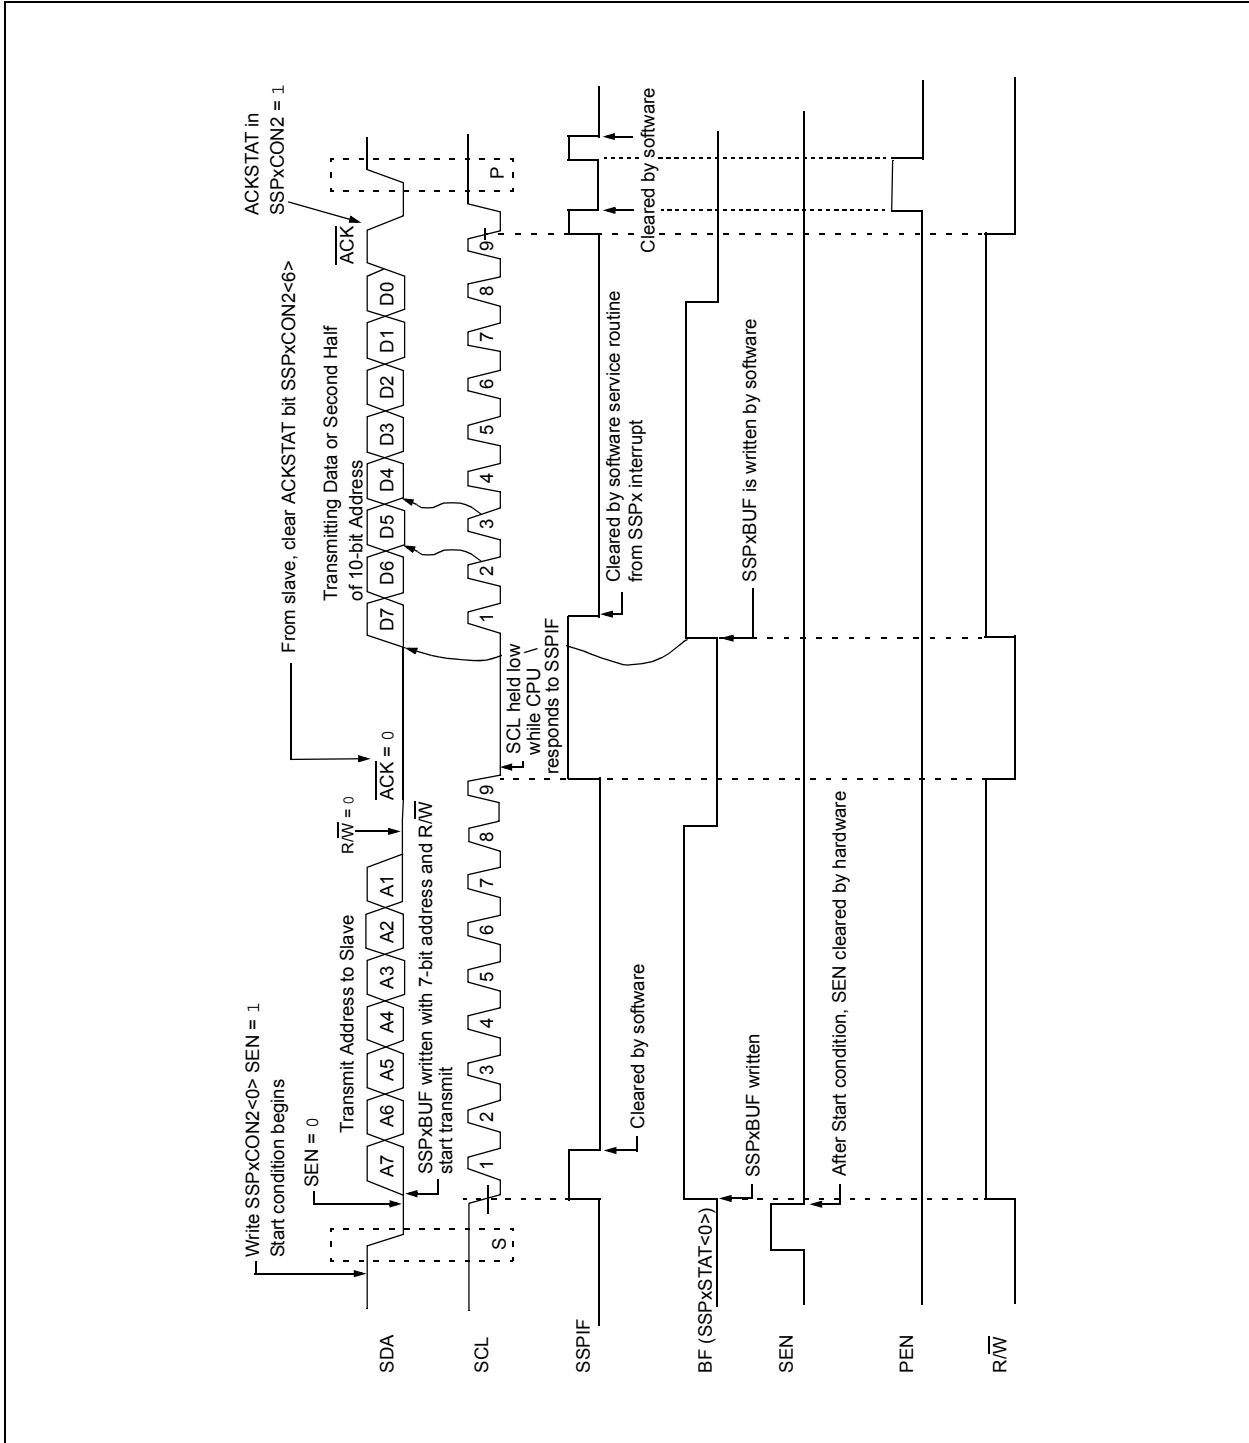 Write SSPxCON2<0> SEN = 1
Start condition begins
SEN = 0
Transmit Address to Slave
R/W = 0
From slave, clear ACKSTAT bit SSPxCON2<6>
ACK = 0
Transmitting Data or Second Half
of 10-bit Address
ACKSTAT in
SSPxCON2 = 1
ACK
SDA
A7 A6 A5 A4 A3 A2 A1
D7 D6 D5 D4 D3 D2 D1 D0
SSPxBUF written with 7-bit address and R/W
start transmit
SCL
S
1 2 3 4 5 6 7 8 9
1 2 3 4 5 6 7 8 9
P
SCL held low
while CPU
responds to SSPIF
SSPIF
Cleared by software
Cleared by software service routine
from SSPx interrupt
Cleared by software
BF (SSPxSTAT<0>)
SSPxBUF written
SSPxBUF is written by software
SEN
After Start condition, SEN cleared by hardware
PEN
R/W